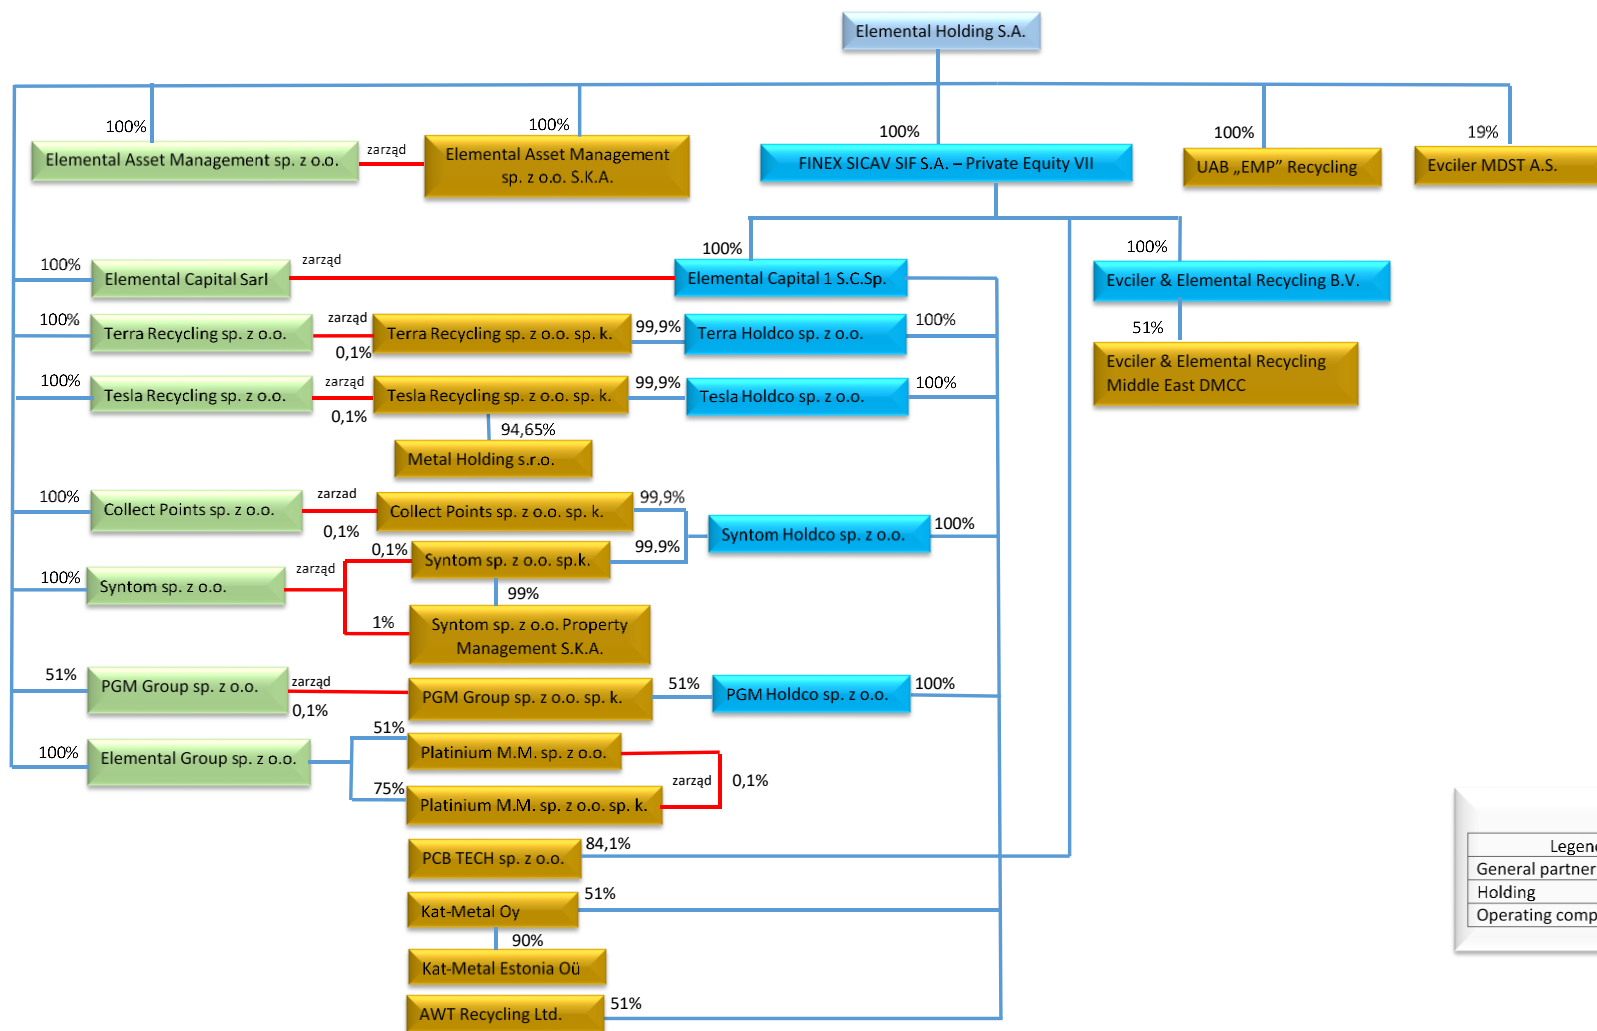 Elemental Holding S.A.
100%
100%
100%
100%
19%
Elemental Asset Management sp. z o.o.
zarząd
Elemental Asset Management
sp. z o.o. S.K.A.
FINEX SICAV SIF S.A. – Private Equity VII
UAB „EMP” Recycling
Evciler MDST A.S.
100%
Elemental Capital Sarl
zarząd
100%
Elemental Capital 1 S.C.Sp.
100%
Evciler & Elemental Recycling B.V.
51%
Evciler & Elemental Recycling
Middle East DMCC
100%
Terra Recycling sp. z o.o.
zarząd
0,1%
Terra Recycling sp. z o.o. sp. k.
99,9%
Terra Holdco sp. z o.o.
100%
100%
Tesla Recycling sp. z o.o.
zarząd
0,1%
Tesla Recycling sp. z o.o. sp. k.
99,9%
Tesla Holdco sp. z o.o.
100%
94,65%
Metal Holding s.r.o.
100%
Collect Points sp. z o.o.
zarzad
0,1%
Collect Points sp. z o.o. sp. k.
99,9%
Syntom Holdco sp. z o.o.
100%
100%
Syntom sp. z o.o.
zarząd
0,1%
Syntom sp. z o.o. sp.k.
99.9%
99%
1%
Syntom sp. z o.o. Property
Management S.K.A.
51%
PGM Group sp. z o.o.
zarząd
0,1%
PGM Group sp. z o.o. sp. k.
51%
PGM Holdco sp. z o.o.
100%
100%
Elemental Group sp. z o.o.
51%
Platinium M.M. sp. z o.o.
75%
Platinium M.M. sp. z o.o. sp. k.
zarząd
0,1%
PCB TECH sp. z o.o.
84,1%
Kat-Metal Oy
51%
90%
Kat-Metal Estonia Oü
AWT Recycling Ltd.
51%
Legen
General partner
Holding
Operating comp